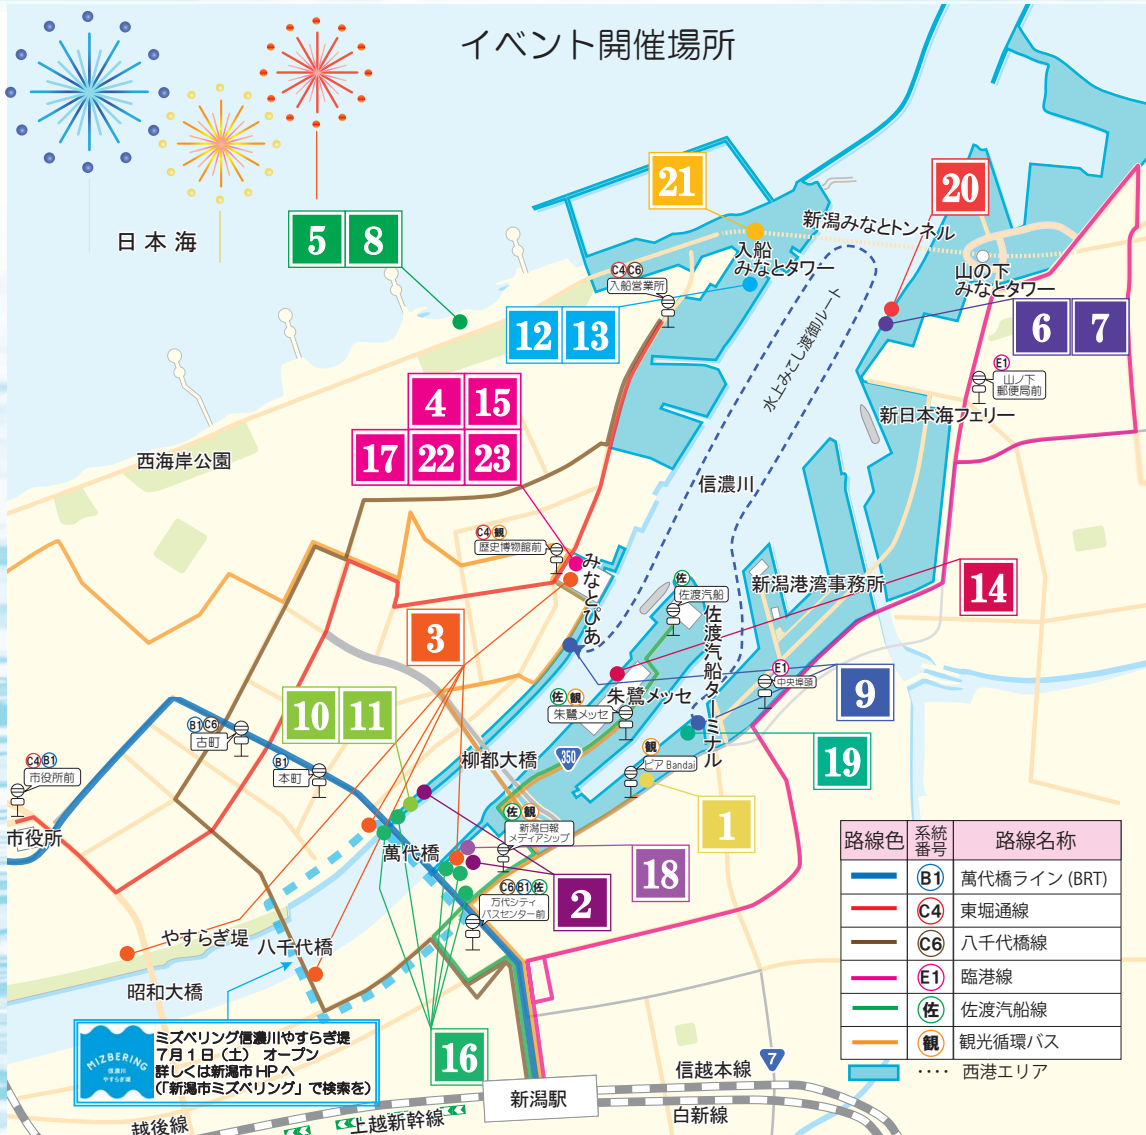 イベント開催場所
日本海
5
8
21
20
新潟みなとトンネル
入船
みなとタワー
山の下
みなとタワー
C4 C6
入船営業所
12
13
6
7
水上みこし渡御ルート
E1
山ノ下
郵便局前
4
15
17
22
23
新日本海フェリー
西海岸公園
信濃川
C4 観
歴史博物館前
みなとぴあ
佐
佐渡汽船
新潟港湾事務所
14
3
佐渡汽船ターミナル
E1
中央埠頭
9
佐 観
朱鷺メッセ
朱鷺メッセ
10
11
B1 C6
古町
B1
本町
C4 B1
市役所前
市役所
柳都大橋
350
観
ピア Bandai
19
1
佐 観
新潟日報
メディアシップ
萬代橋
18
2
C6 B1 佐
万代シティ
バスセンター前
やすらぎ堤
八千代橋
昭和大橋
16
MIZBERING
信濃川
やすらぎ堤
ミズベリング信濃川やすらぎ堤
7月1日（土） オープン
詳しくは新潟市 HP へ
（「新潟市ミズベリング」で検索を）
新潟駅
信越本線
7
白新線
越後線
上越新幹線
路線色 系統番号 路線名称
B1 萬代橋ライン (BRT)
C4 東堀通線
C6 八千代橋線
E1 臨港線
佐 佐渡汽船線
観 観光循環バス
‥‥ 西港エリア